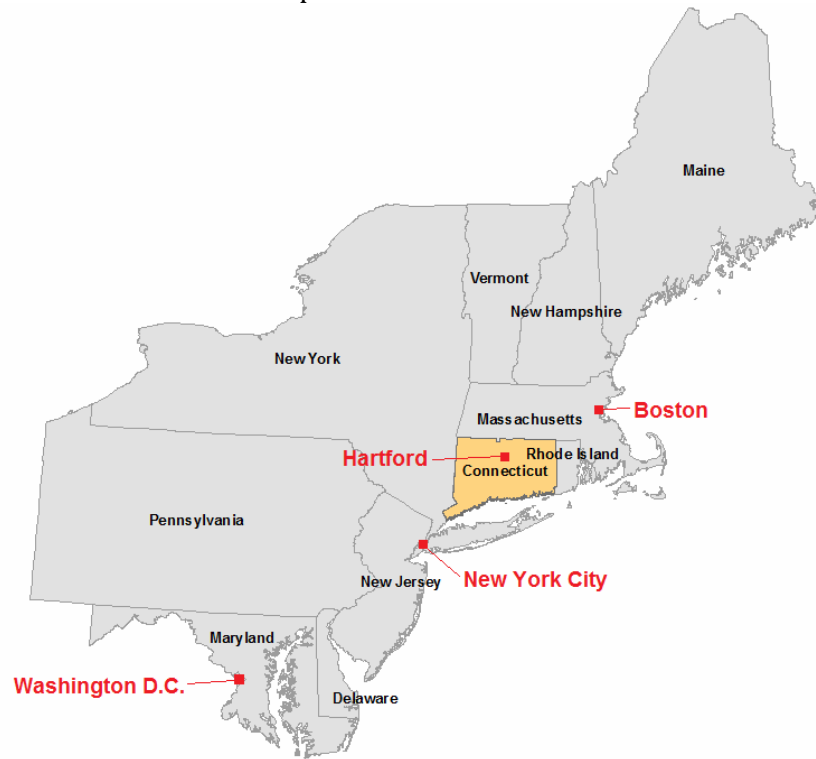 Maine
Vermont
New Hampshire
New York
Massachusetts
Boston
Hartford
Rhode Island
Connecticut
Pennsylvania
New Jersey
New York City
Maryland
Washington D.C.
Delaware